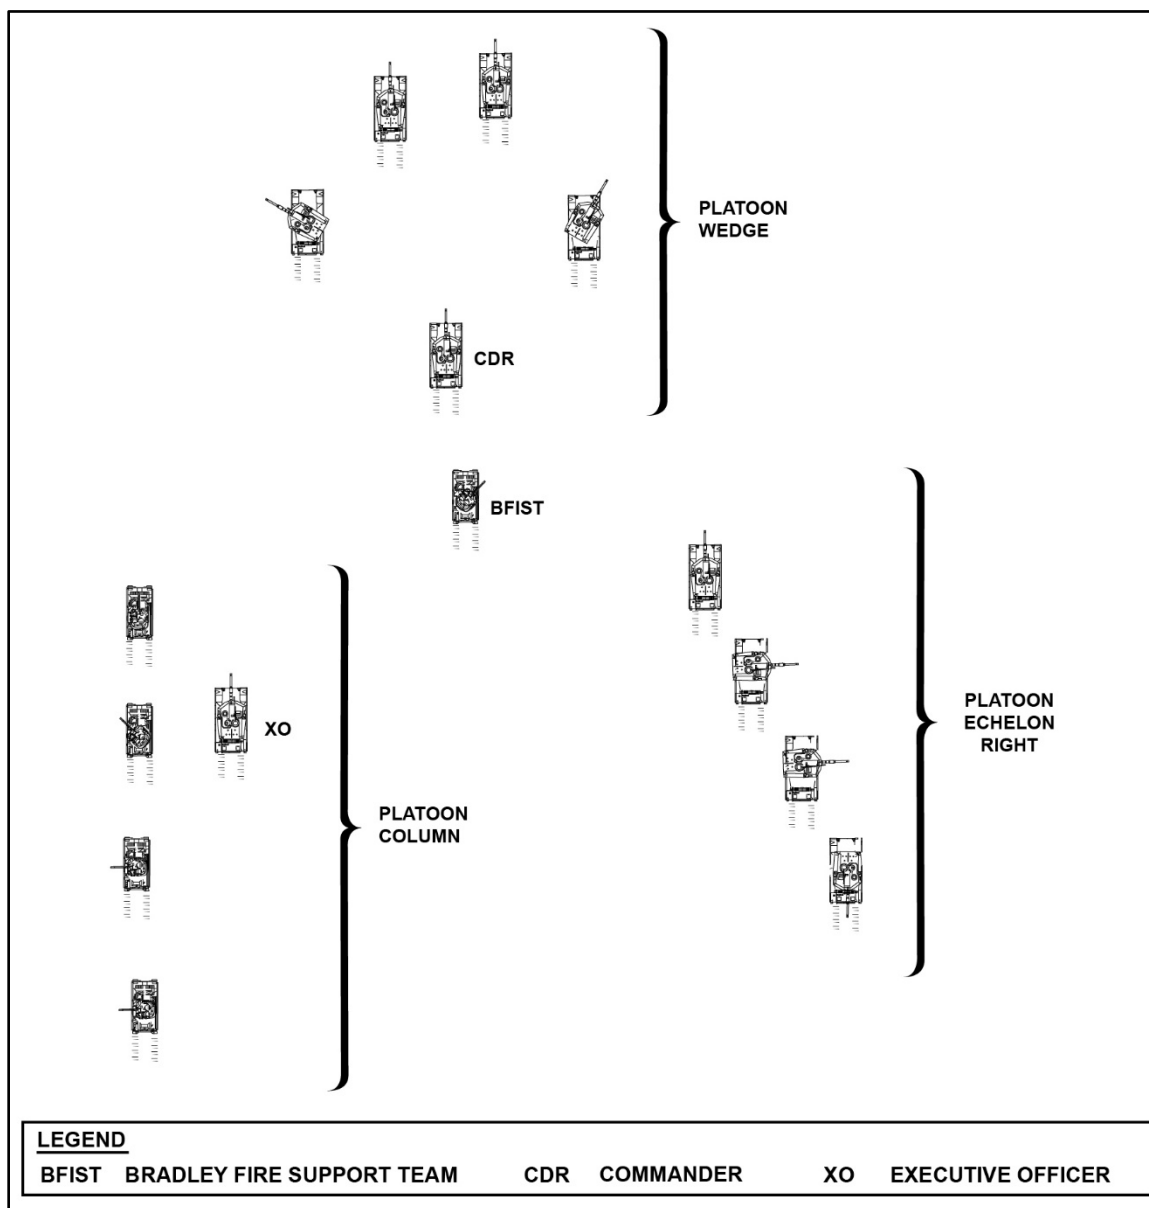 PLATOON
WEDGE
CDR
BFIST
XO
PLATOON
ECHELON
RIGHT
PLATOON
COLUMN
LEGEND
BFIST BRADLEY FIRE SUPPORT TEAM CDR COMMANDER XO EXECUTIVE OFFICER